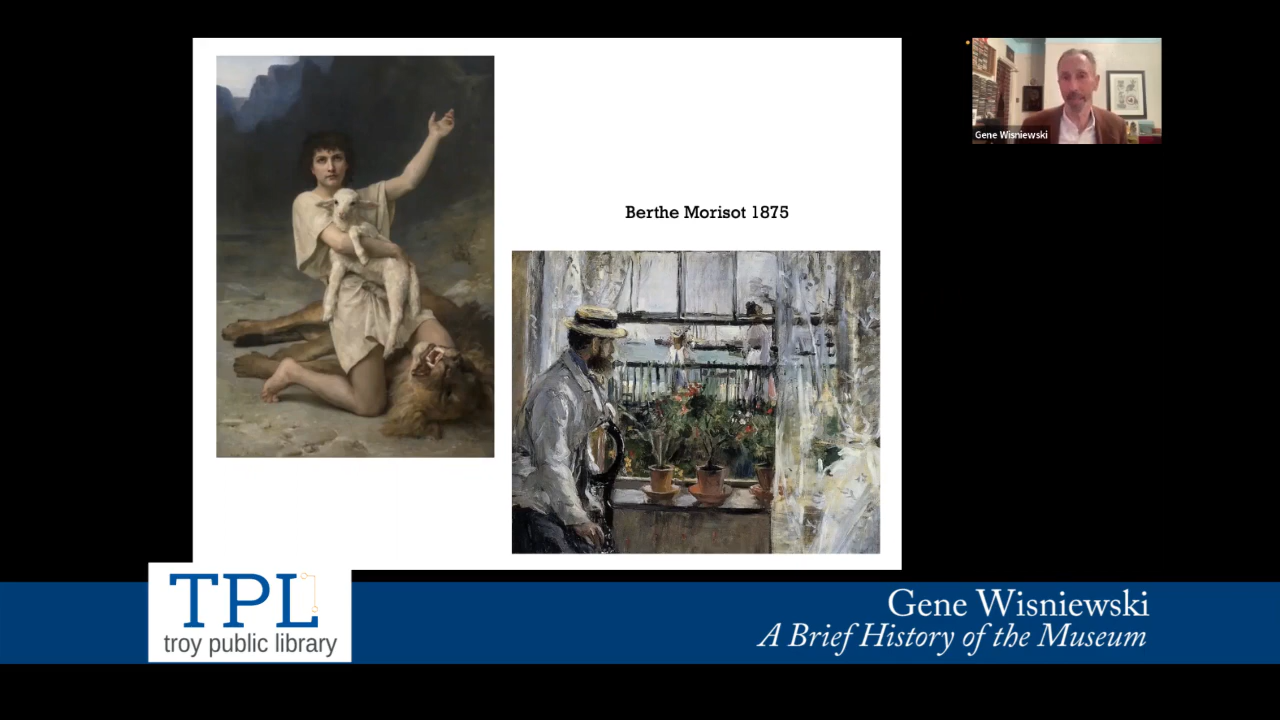 Berthe Morisot 1875
Gene Wisniewski
TPL
troy public library
Gene Wisniewski
A Brief History of the Museum